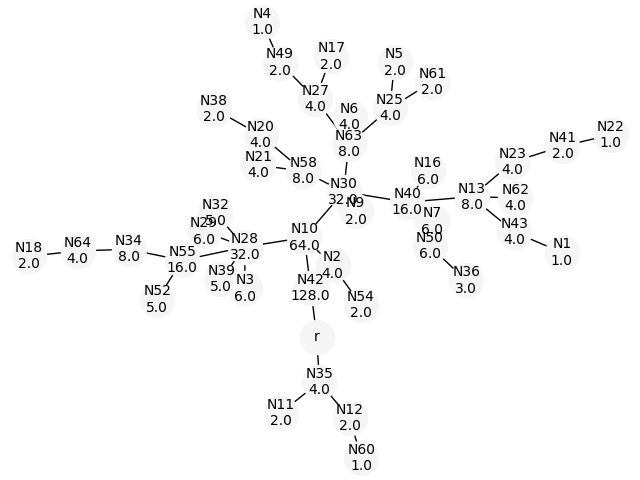 N4
1.0
N49
2.0
N17
2.0
N5
2.0
N61
2.0
N27
4.0
N25
4.0
N38
2.0
N6
4.0
N20
4.0
N63
8.0
N22
1.0
N41
2.0
N23
4.0
N21
4.0
N58
8.0
N16
6.0
N30
32.0
N40
16.0
N13
8.0
N62
4.0
N9
2.0
N32
5.0
N7
6.0
N29
6.0
N43
4.0
N10
64.0
N28
32.0
N50
6.0
N18
2.0
N64
4.0
N34
8.0
N55
16.0
N1
1.0
N2
4.0
N39
5.0
N3
6.0
N36
3.0
N42
128.0
N52
5.0
N54
2.0
r
N35
4.0
N11
2.0
N12
2.0
N60
1.0